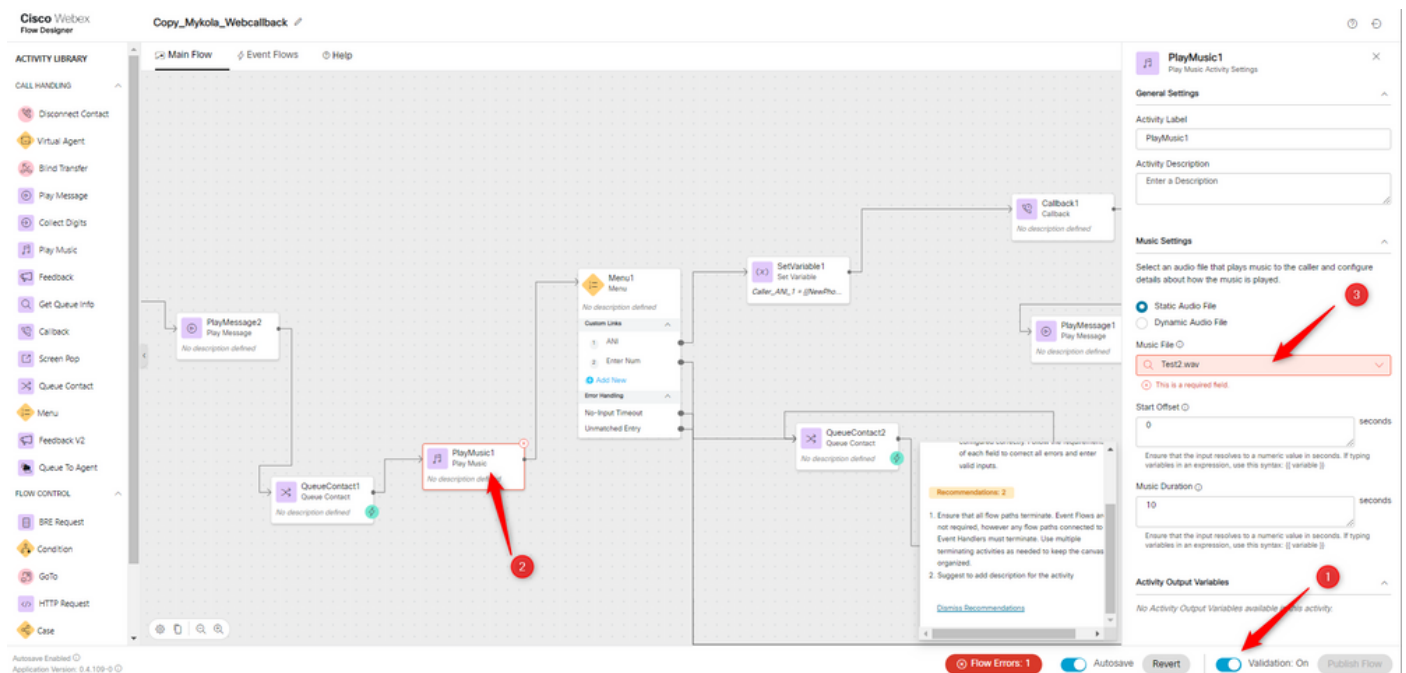 Cisco Webex
Flow Designer
Copy_Mykola_Webcallback
ACTIVITY LIBRARY
CALL HANDLING
Disconnect Contact
Virtual Agent
Blind Transfer
Play Message
Collect Digits
Play Music
Feedback
Get Queue Info
Callback
Screen Pop
Queue Contact
Menu
Feedback V2
Queue To Agent
FLOW CONTROL
BRE Request
Condition
GoTo
HTTP Request
Case
Main Flow
Event Flows
Help
PlayMessage2
Play Message
No description defined
QueueContact1
Queue Contact
No description defined
PlayMusic1
Play Music
No description defined
2
Menu1
Menu
No description defined
Custom Links
1 ANI
2 Enter Num
Add New
Error Handling
No-Input Timeout
Unmatched Entry
SetVariable1
Set Variable
Caller_ANI_1 = {{NewPho...
Callback1
Callback
No description defined
PlayMessage1
Play Message
No description defined
QueueContact2
Queue Contact
No description defined
of each field to correct all errors and enter
valid inputs.
Recommendations: 2
1. Ensure that all flow paths terminate. Event Flows are
not required, however any flow paths connected to
Event Handlers must terminate. Use multiple
terminating activities as needed to keep the canvas
organized.
2. Suggest to add description for the activity
Dismiss Recommendations
PlayMusic1
Play Music Activity Settings
General Settings
Activity Label
PlayMusic1
Activity Description
Enter a Description
Music Settings
Select an audio file that plays music to the caller and configure
details about how the music is played.
3
Static Audio File
Dynamic Audio File
Music File
Test2.wav
This is a required field.
Start Offset
0
seconds
Ensure that the input resolves to a numeric value in seconds. If typing
variables in an expression, use this syntax: {{ variable }}
Music Duration
10
seconds
Ensure that the input resolves to a numeric value in seconds. If typing
variables in an expression, use this syntax: {{ variable }}
1
Activity Output Variables
No Activity Output Variables available in this activity.
Autosave Enabled
Application Version: 0.4.109-0
Flow Errors: 1
Autosave
Revert
Validation: On
Publish Flow